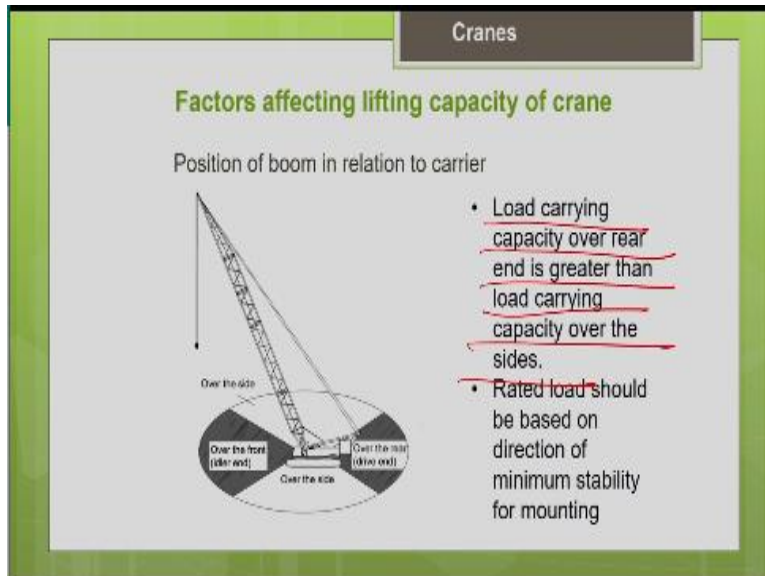 Cranes
Factors affecting lifting capacity of crane
Position of boom in relation to carrier
• Load carrying
capacity over rear
end is greater than
load carrying
capacity over the
sides.
• Rated load should
be based on
direction of
minimum stability
for mounting
Over the side
Over the front
(idler end)
Over the rear
(drive end)
Over the side